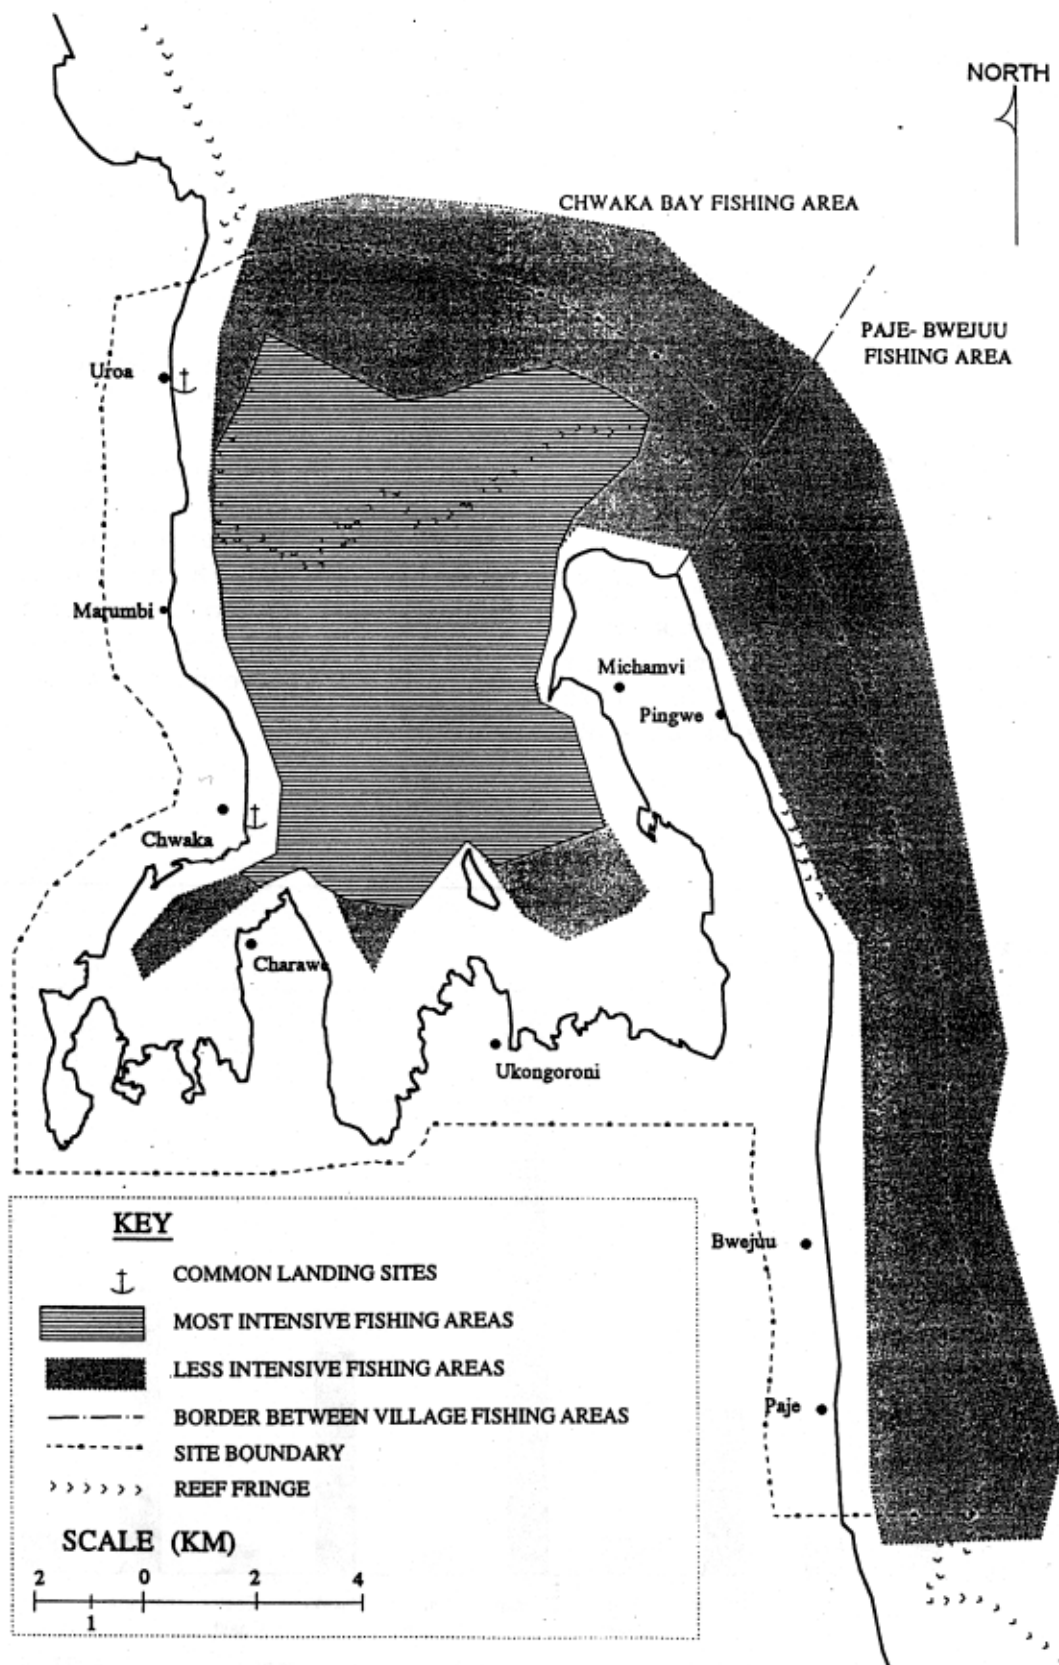 NORTH
CHWAKA BAY FISHING AREA
PAJE- BWEJUU
FISHING AREA
Uroa
Marumbi
Michamvi
Pingwe
Chwaka
Charawe
Ukongoroni
Bwejuu
Paje
KEY
COMMON LANDING SITES
MOST INTENSIVE FISHING AREAS
LESS INTENSIVE FISHING AREAS
BORDER BETWEEN VILLAGE FISHING AREAS
SITE BOUNDARY
REEF FRINGE
SCALE (KM)
2 0 2 4
1